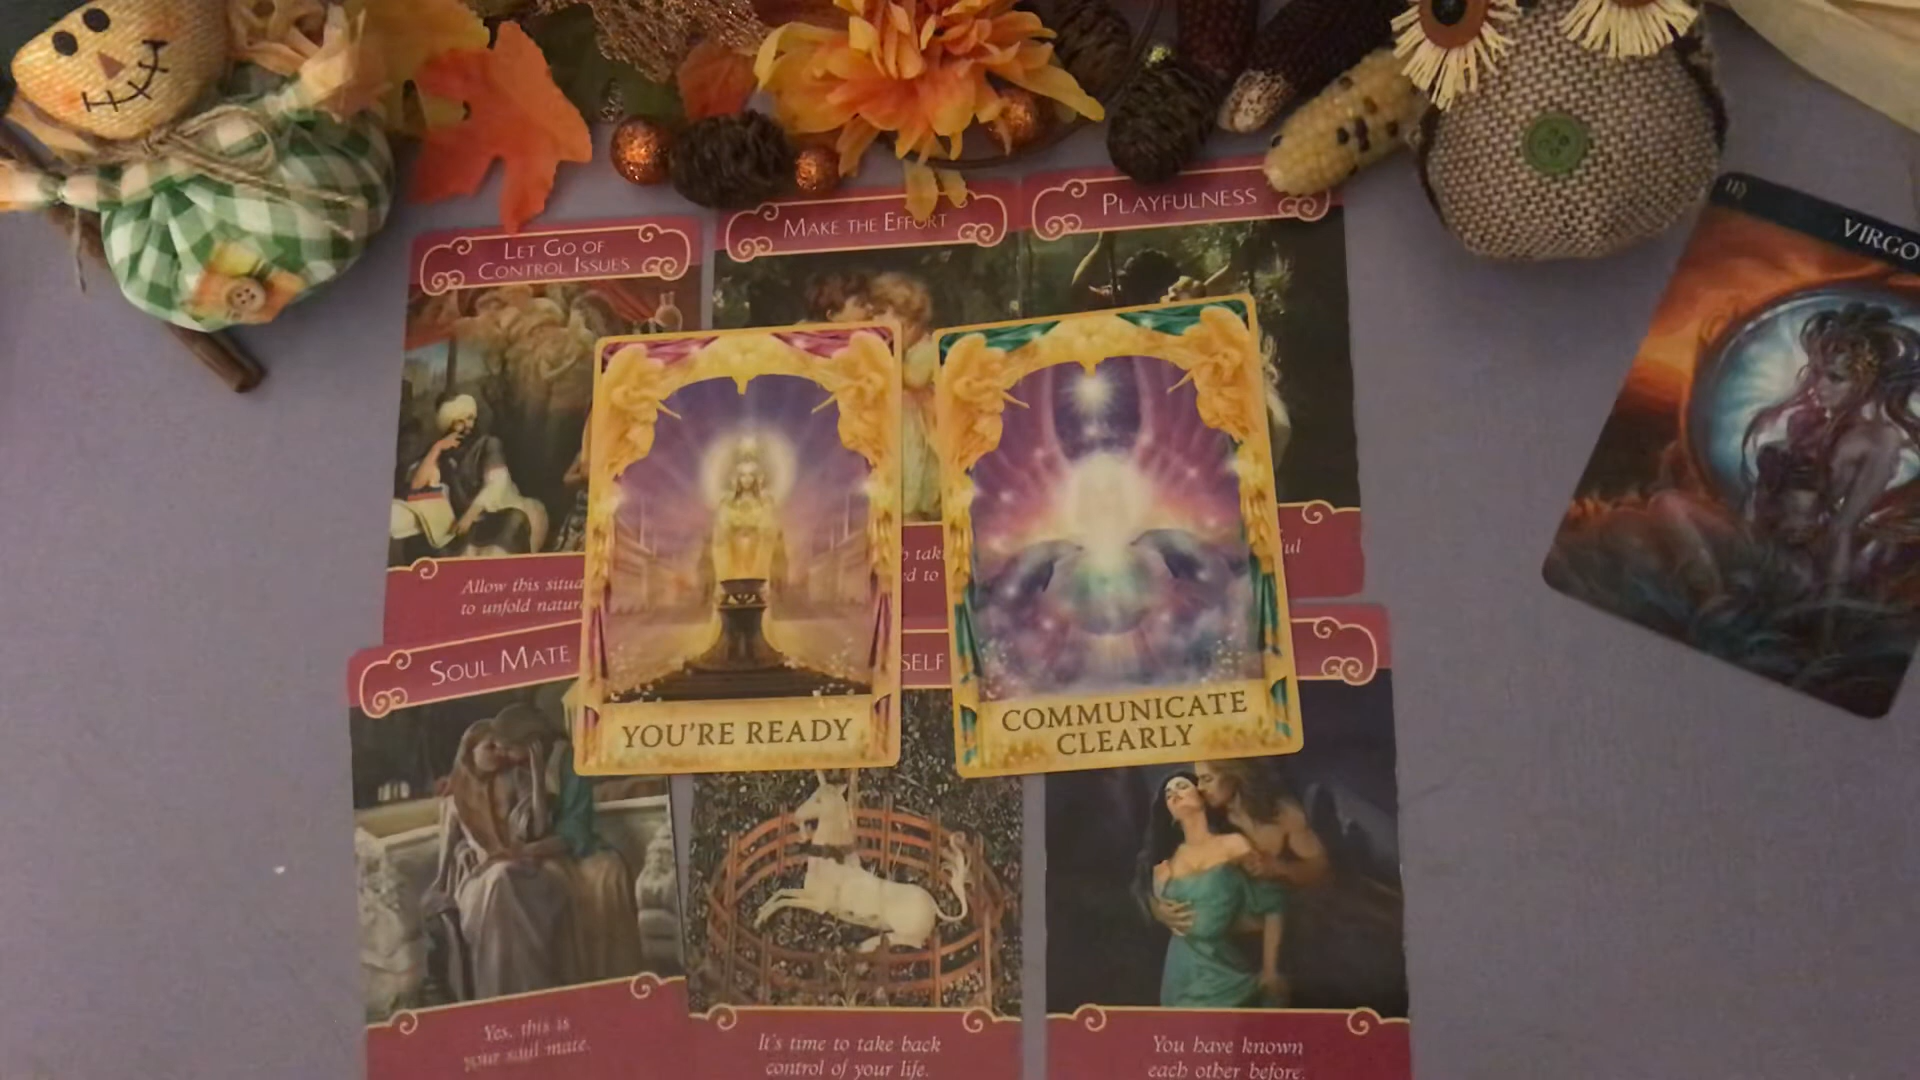 LET GO OF
CONTROL ISSUES
Allow this
to unfold
MAKE THE EFFORT
PLAYFULNESS
VIRGO
YOU'RE READY
COMMUNICATE
CLEARLY
SOUL MATE
Yes, this is
your soul mate.
SELF
It's time to take back
control of your life.
You have known
each other before.